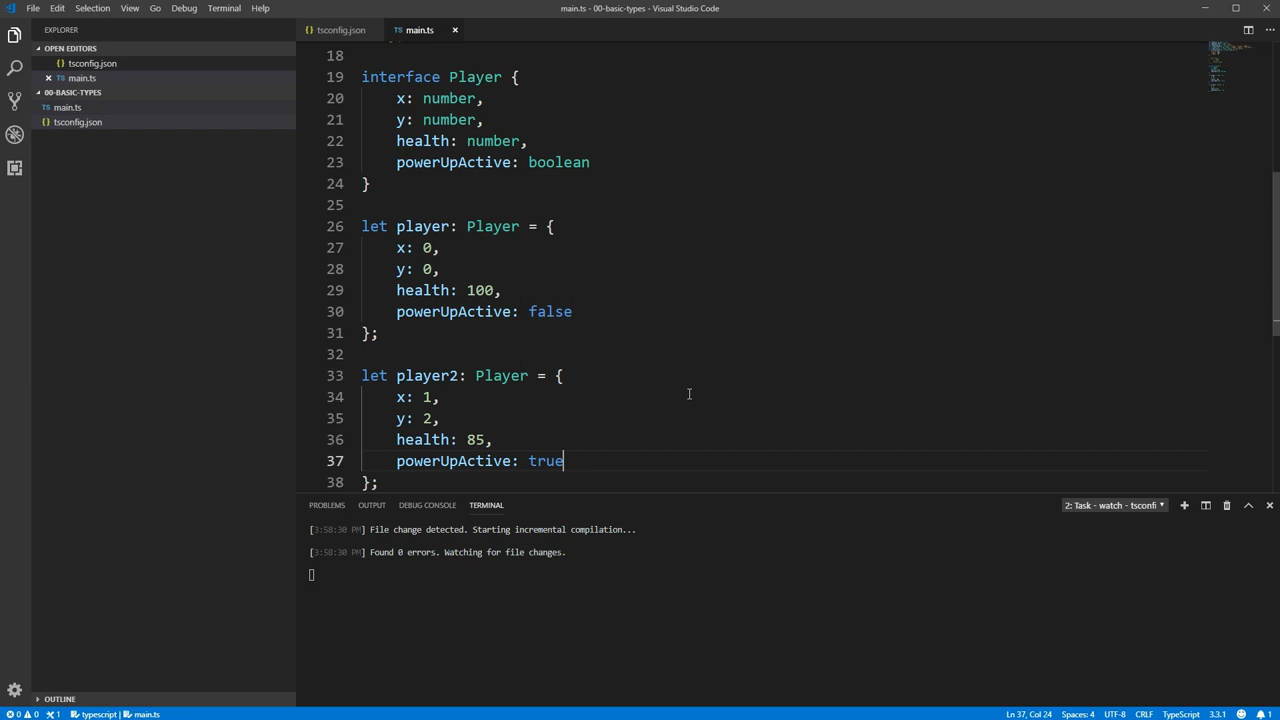 File Edit Selection View Go Debug Terminal Help
main.ts - 00-basic-types - Visual Studio Code
EXPLORER
OPEN EDITORS
{} tsconfig.json
× TS main.ts
00-BASIC-TYPES
TS main.ts
{} tsconfig.json
OUTLINE
{} tsconfig.json
TS main.ts ×
18
19 interface Player {
20 x: number,
21 y: number,
22 health: number,
23 powerUpActive: boolean
24 }
25
26 let player: Player = {
27 x: 0,
28 y: 0,
29 health: 100,
30 powerUpActive: false
31 };
32
33 let player2: Player = {
34 x: 1,
35 y: 2,
36 health: 85,
37 powerUpActive: true
38 };
PROBLEMS OUTPUT DEBUG CONSOLE TERMINAL
2: Task - watch - tsconfi
[3:58:30 PM] File change detected. Starting incremental compilation...
[3:58:30 PM] Found 0 errors. Watching for file changes.
0 0 1 typescript | main.ts
Ln 37, Col 24 Spaces: 4 UTF-8 CRLF TypeScript 3.3.1 1